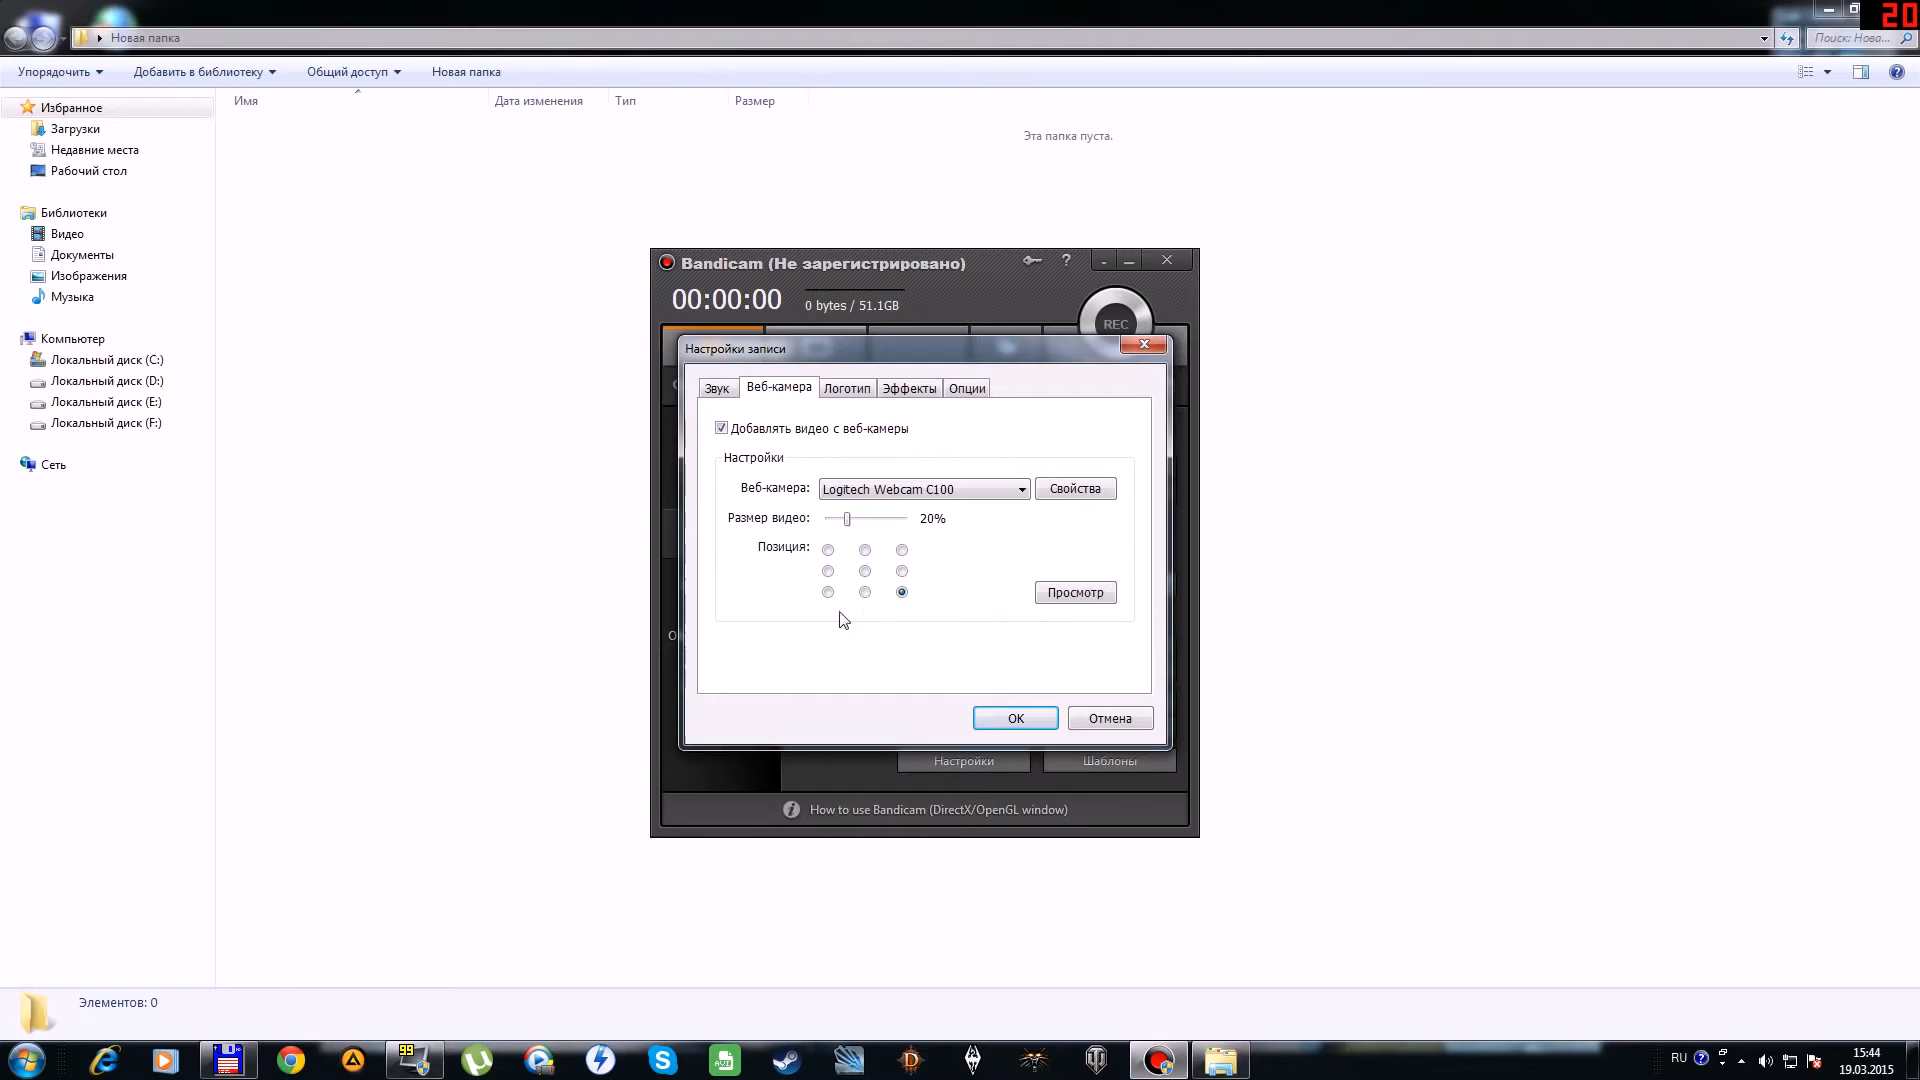 20
Новая папка
Поиск: Нова...
Упорядочить
Добавить в библиотеку
Общий доступ
Новая папка
Имя
Дата изменения
Тип
Размер
Эта папка пуста.
Избранное
Загрузки
Недавние места
Рабочий стол
Библиотеки
Видео
Документы
Изображения
Музыка
Компьютер
Локальный диск (C:)
Локальный диск (D:)
Локальный диск (E:)
Локальный диск (F:)
Сеть
Bandicam (Не зарегистрировано)
00:00:00
0 bytes / 51.1GB
REC
Настройки записи
Звук
Веб-камера
Логотип
Эффекты
Опции
Добавлять видео с веб-камеры
Настройки
Веб-камера:
Logitech Webcam C100
Свойства
Размер видео:
20%
Позиция:
Просмотр
О
OK
Отмена
Настройки
Шаблоны
How to use Bandicam (DirectX/OpenGL window)
Элементов: 0
99
AVI
RU
15:44
19.03.2015